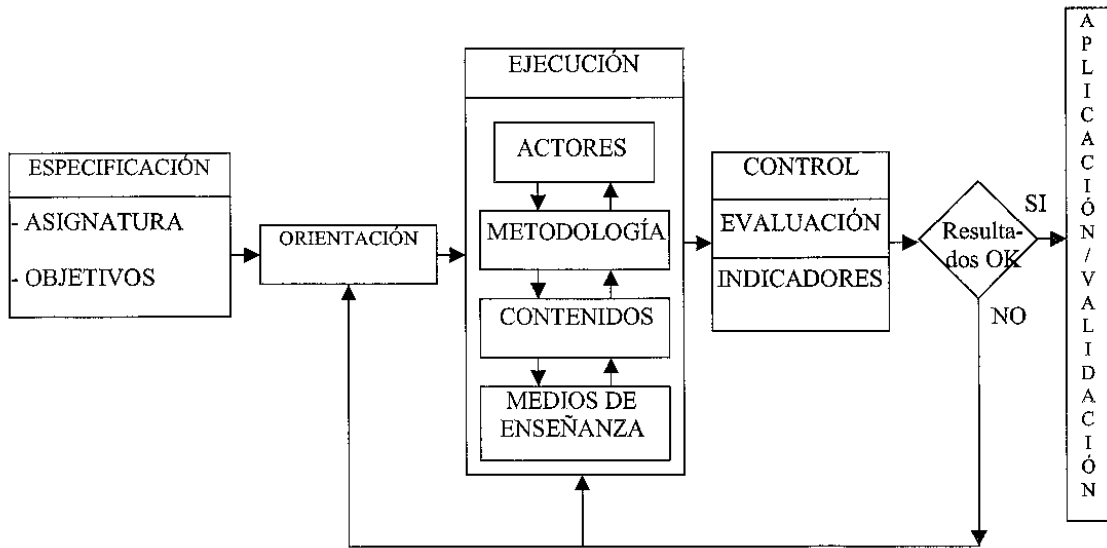 ESPECIFICACIÓN
- ASIGNATURA
- OBJETIVOS
ORIENTACIÓN
EJECUCIÓN
ACTORES
METODOLOGÍA
CONTENIDOS
MEDIOS DE
ENSEÑANZA
CONTROL
EVALUACIÓN
INDICADORES
Resulta-
dos OK
SI
NO
APLICACIÓN/VALIDACIÓN